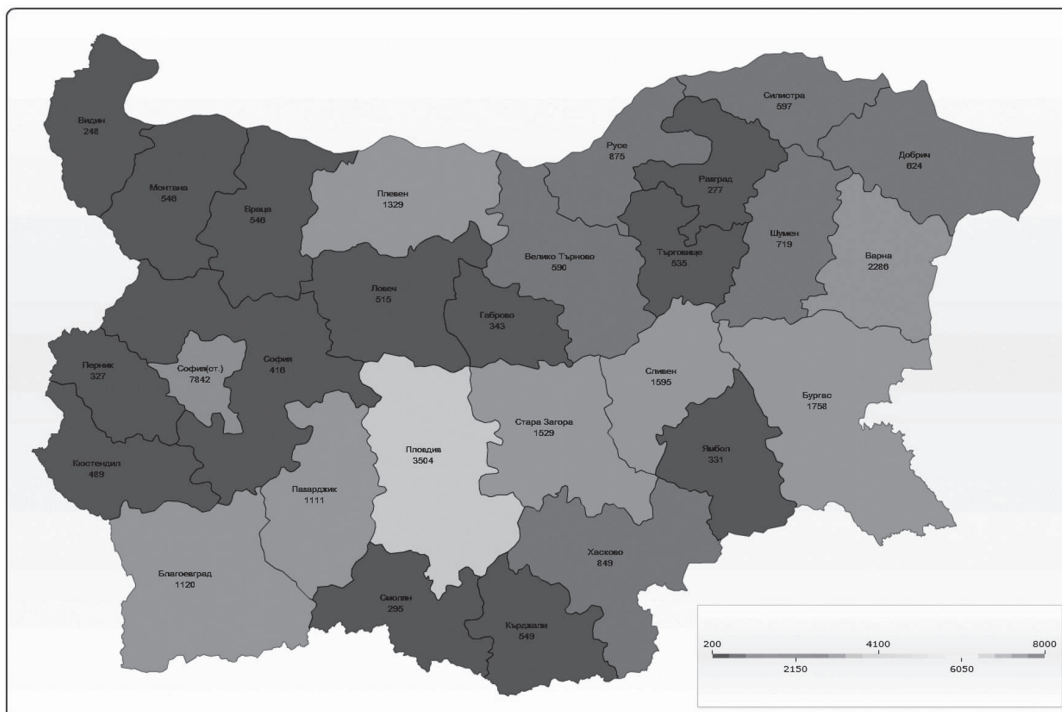 Видин
248
Монтана
546
Враца
546
Плевен
1329
Русе
875
Силистра
597
Добрич
624
Разград
277
Търговище
535
Шумен
719
Варна
2286
Велико Търново
590
Ловеч
515
Габрово
343
София
416
София(ст.)
7842
Перник
327
Кюстендил
489
Сливен
1595
Бургас
1758
Стара Загора
1529
Пловдив
3504
Ямбол
331
Пазарджик
1111
Благоевград
1120
Хасково
849
Смолян
295
Кърджали
549
200 4100 8000
2150 6050